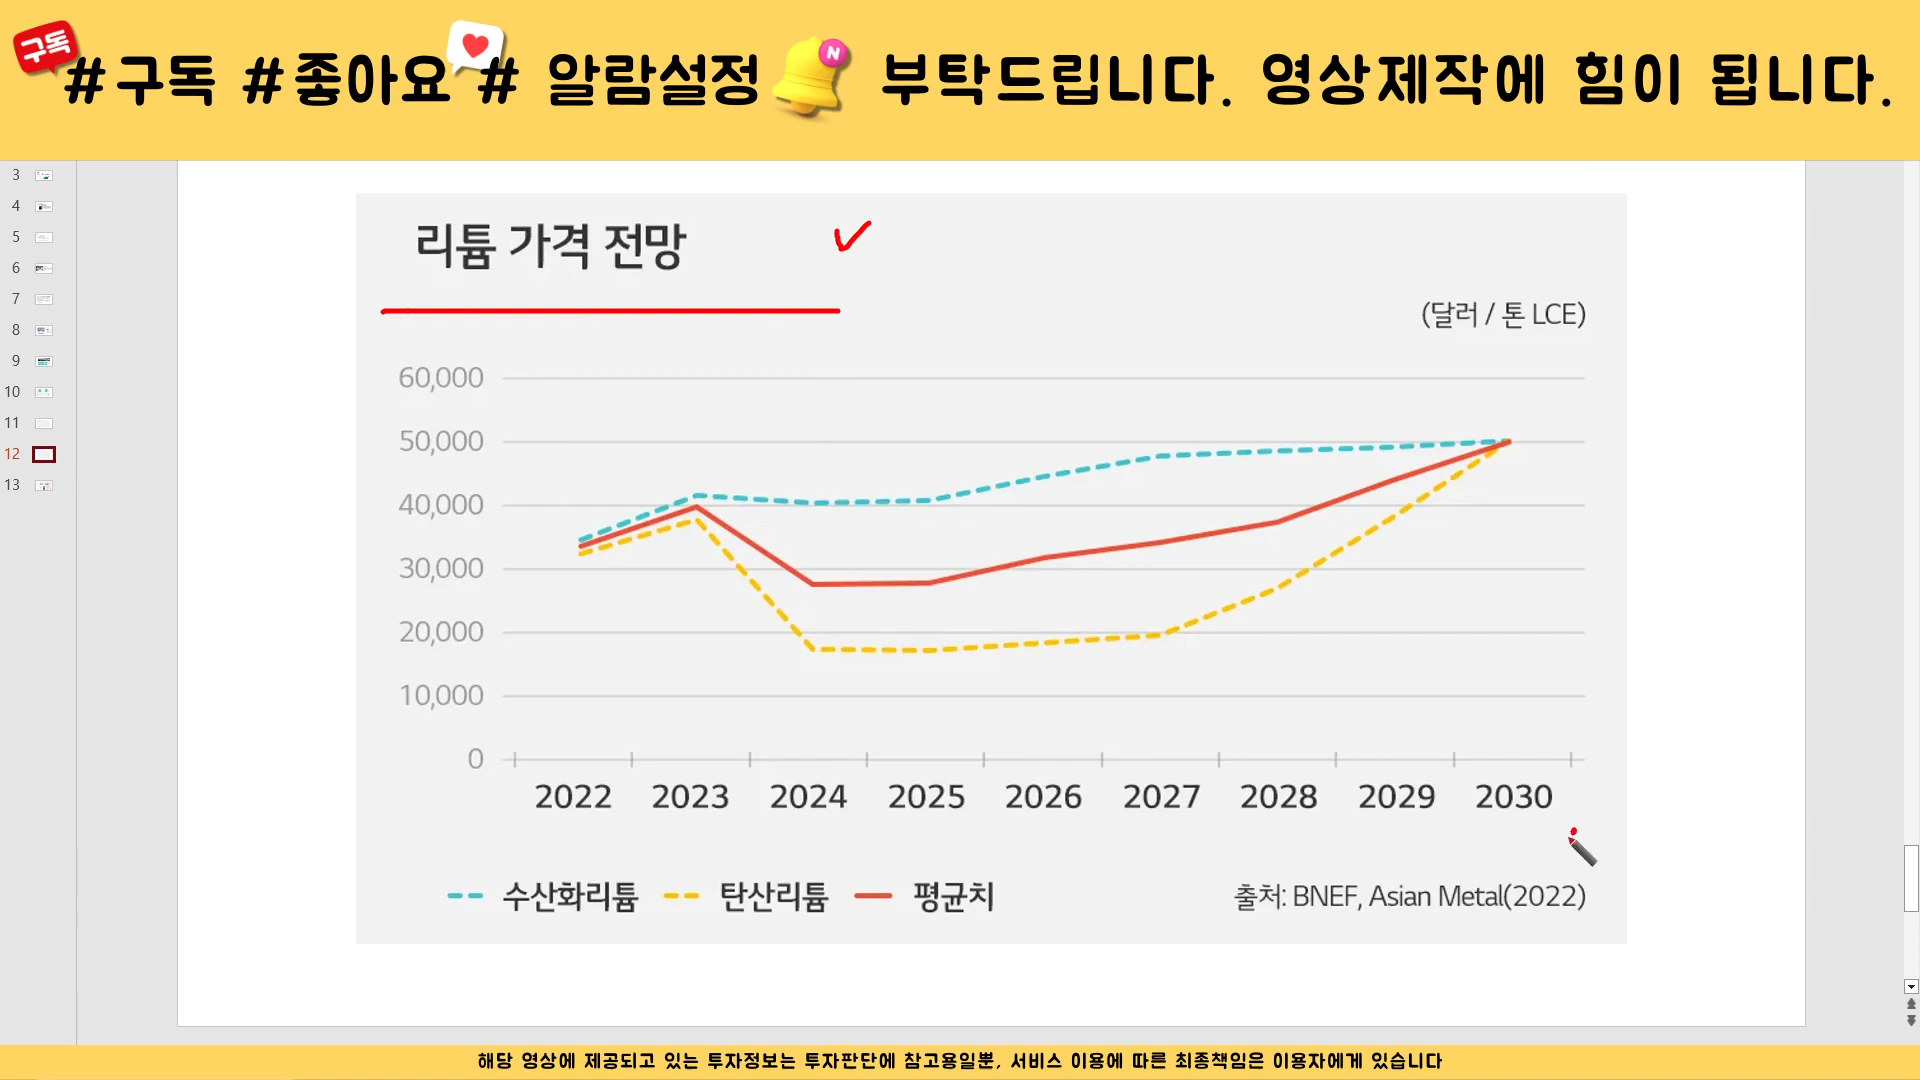 구독
#구독 #좋아요 # 알람설정 N 부탁드립니다. 영상제작에 힘이 됩니다.
3
4
5
6
7
8
9
10
11
12
13
리튬 가격 전망
(달러 / 톤 LCE)
60,000
50,000
40,000
30,000
20,000
10,000
0
2022 2023 2024 2025 2026 2027 2028 2029 2030
수산화리튬 탄산리튬 평균치
출처: BNEF, Asian Metal(2022)
해당 영상에 제공되고 있는 투자정보는 투자판단에 참고용일뿐, 서비스 이용에 따른 최종책임은 이용자에게 있습니다